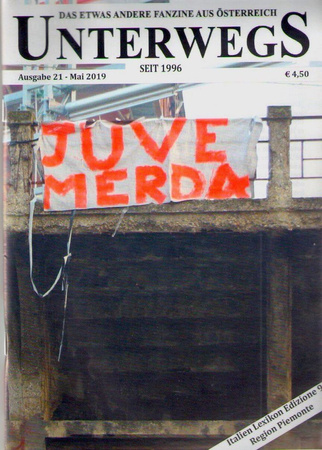 DAS ETWAS ANDERE FANZINE AUS ÖSTERREICH
UNTERWEGS
SEIT 1996
Ausgabe 21 - Mai 2019
€ 4,50
JUVE
MERDA
Italien Lexikon Edizione 9
Region Piemonte